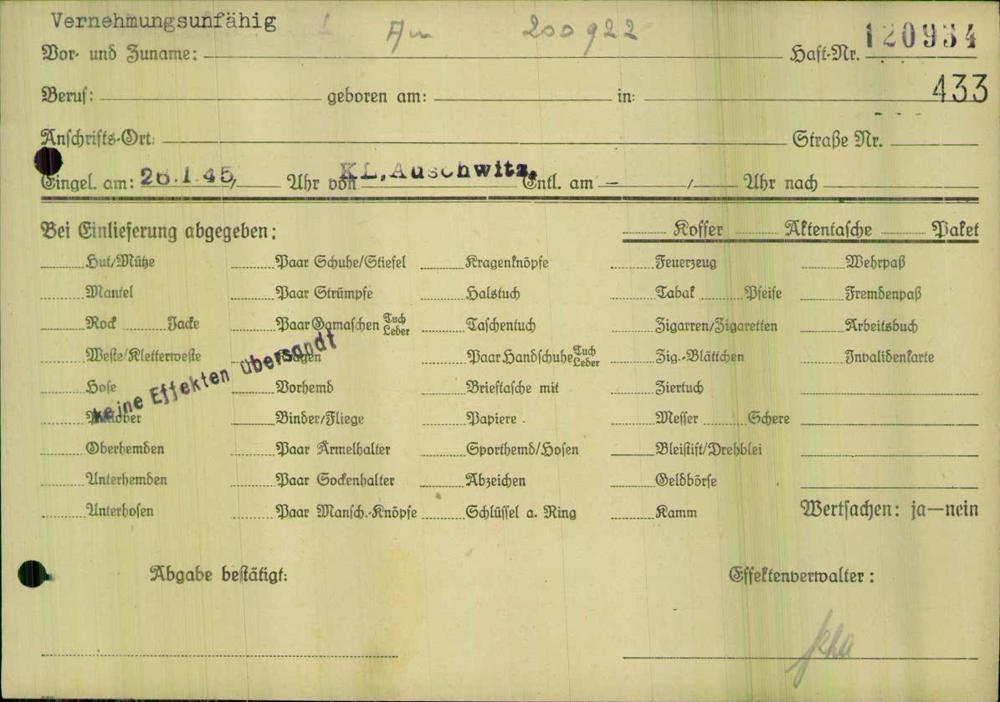 Vernehmungsunfähig 200922
Vor- und Zuname: Haft-Nr. 120934
433
Beruf: geboren am: in:
Anschrifts-Ort: Straße Nr.
Eingel. am: 26.1.45, Uhr von KL, Auschwitz. Entl. am – / Uhr nach
Bei Einlieferung abgegeben: Koffer Aktentasche Paket
Hut/Mütze Paar Schuhe/Stiefel Kragenknöpfe Feuerzeug Wehrpaß
Mantel Paar Strümpfe Halstuch Tabak Pfeife Fremdenpaß
Rock Jacke Paar Gamaschen Tuch Leder Taschentuch Zigarren/Zigaretten Arbeitsbuch
Weste/Kletterweste Kragen Paar Handschuhe Tuch Leder Zig.-Blättchen Invalidenkarte
keine Effekten übersandt
Hose Vorhemd Brieftasche mit Ziertuch
Pullover Binder/Fliege Papiere Messer Schere
Oberhemden Paar Ärmelhalter Sporthemd/Hosen Bleistift/Drehblei
Unterhemden Paar Sockenhalter Abzeichen Geldbörse
Unterhosen Paar Mansch.-Knöpfe Schlüssel a. Ring Kamm Wertsachen: ja—nein
Abgabe bestätigt: Effektenverwalter: